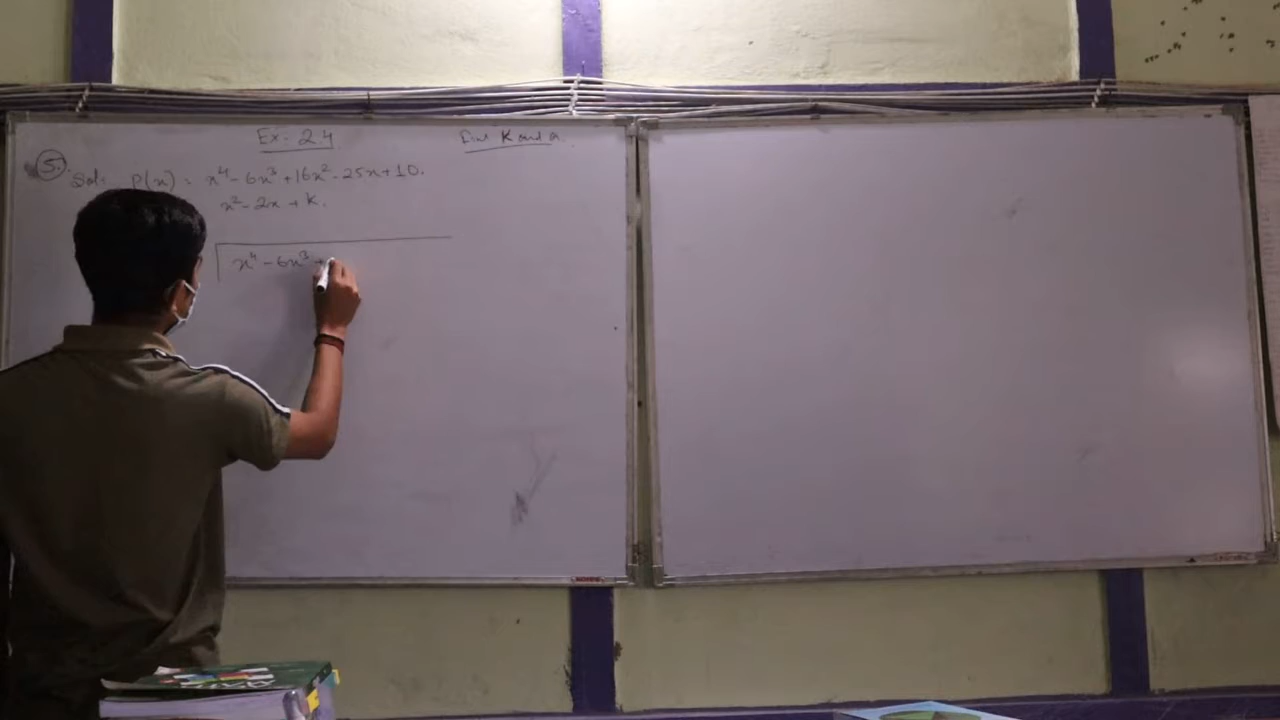 Ex. 2.4
Find K and a.
5. Sol: P(x) = x⁴ - 6x³ + 16x² - 25x + 10.
x² - 2x + k.
x⁴ - 6x³ +